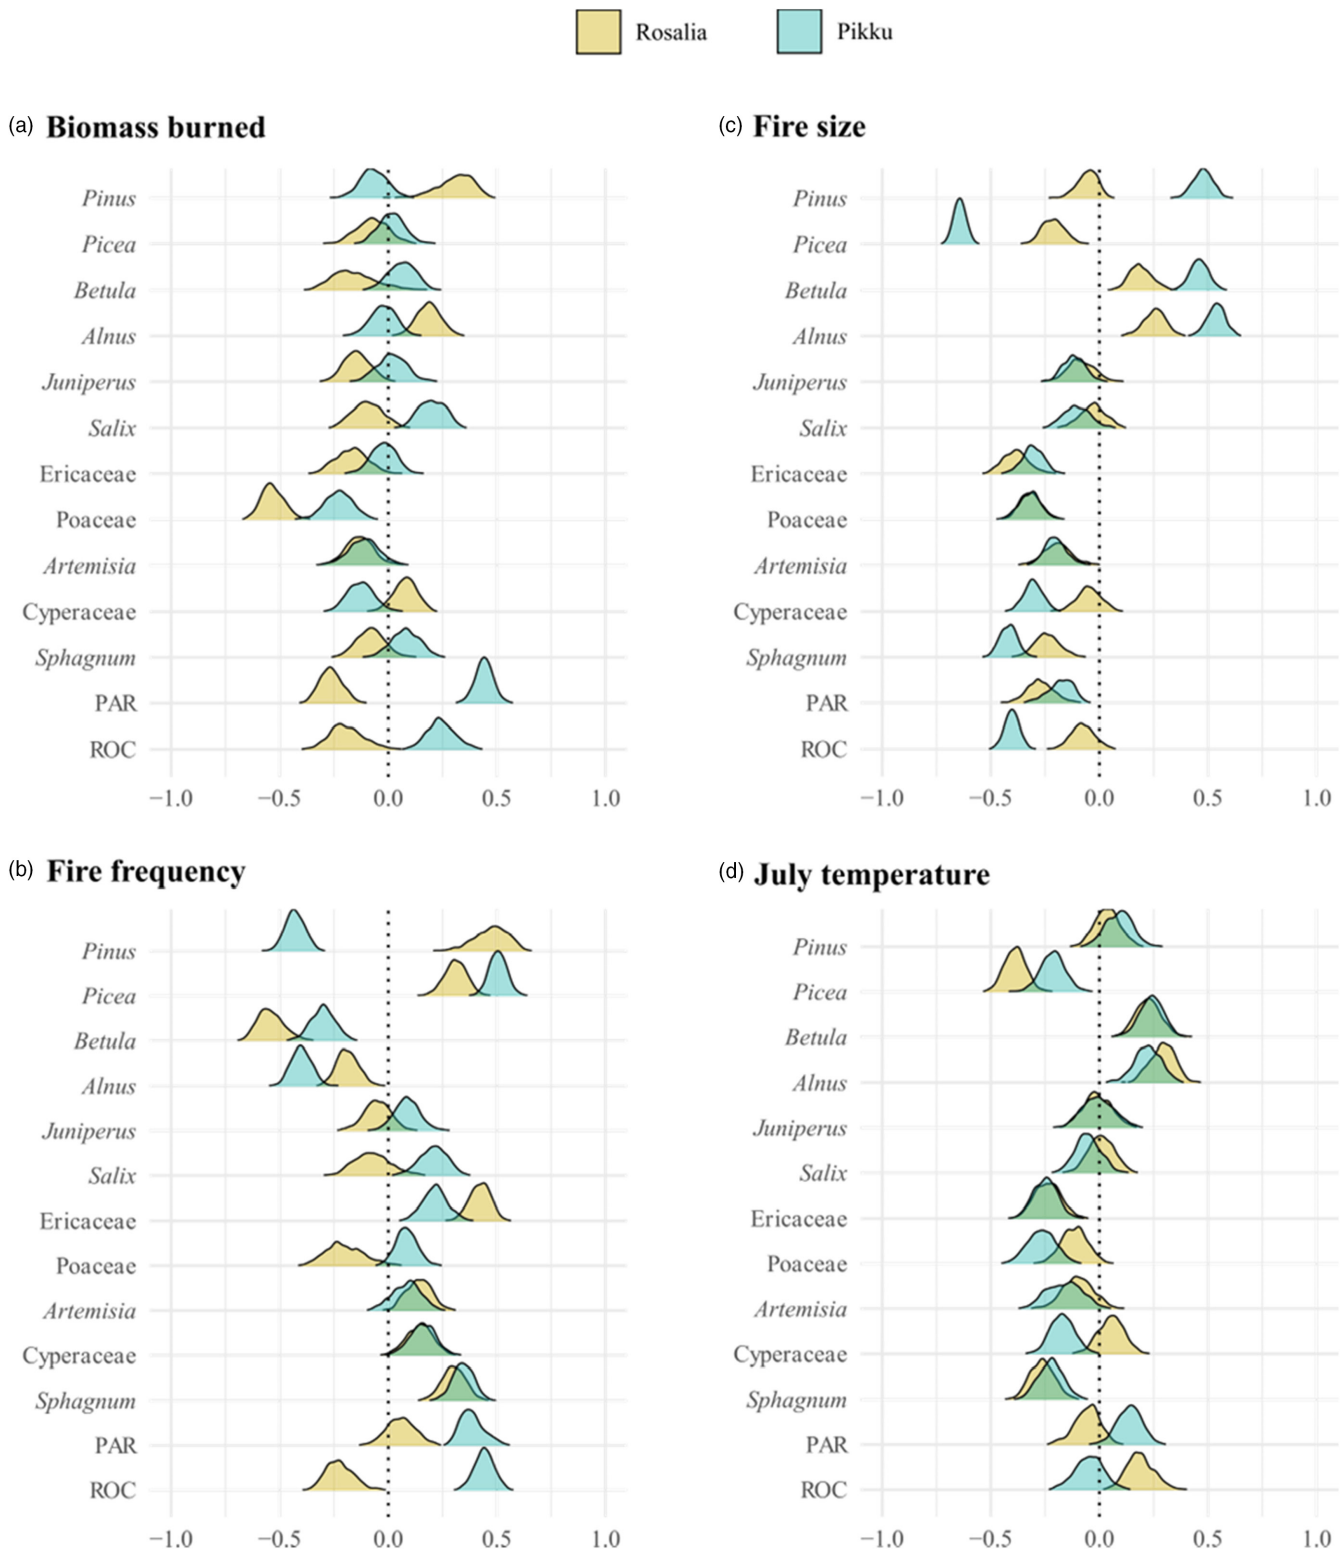 Rosalia
Pikku
(a) Biomass burned
Pinus
Picea
Betula
Alnus
Juniperus
Salix
Ericaceae
Poaceae
Artemisia
Cyperaceae
Sphagnum
PAR
ROC
−1.0 −0.5 0.0 0.5 1.0
(c) Fire size
Pinus
Picea
Betula
Alnus
Juniperus
Salix
Ericaceae
Poaceae
Artemisia
Cyperaceae
Sphagnum
PAR
ROC
−1.0 −0.5 0.0 0.5 1.0
(b) Fire frequency
Pinus
Picea
Betula
Alnus
Juniperus
Salix
Ericaceae
Poaceae
Artemisia
Cyperaceae
Sphagnum
PAR
ROC
−1.0 −0.5 0.0 0.5 1.0
(d) July temperature
Pinus
Picea
Betula
Alnus
Juniperus
Salix
Ericaceae
Poaceae
Artemisia
Cyperaceae
Sphagnum
PAR
ROC
−1.0 −0.5 0.0 0.5 1.0